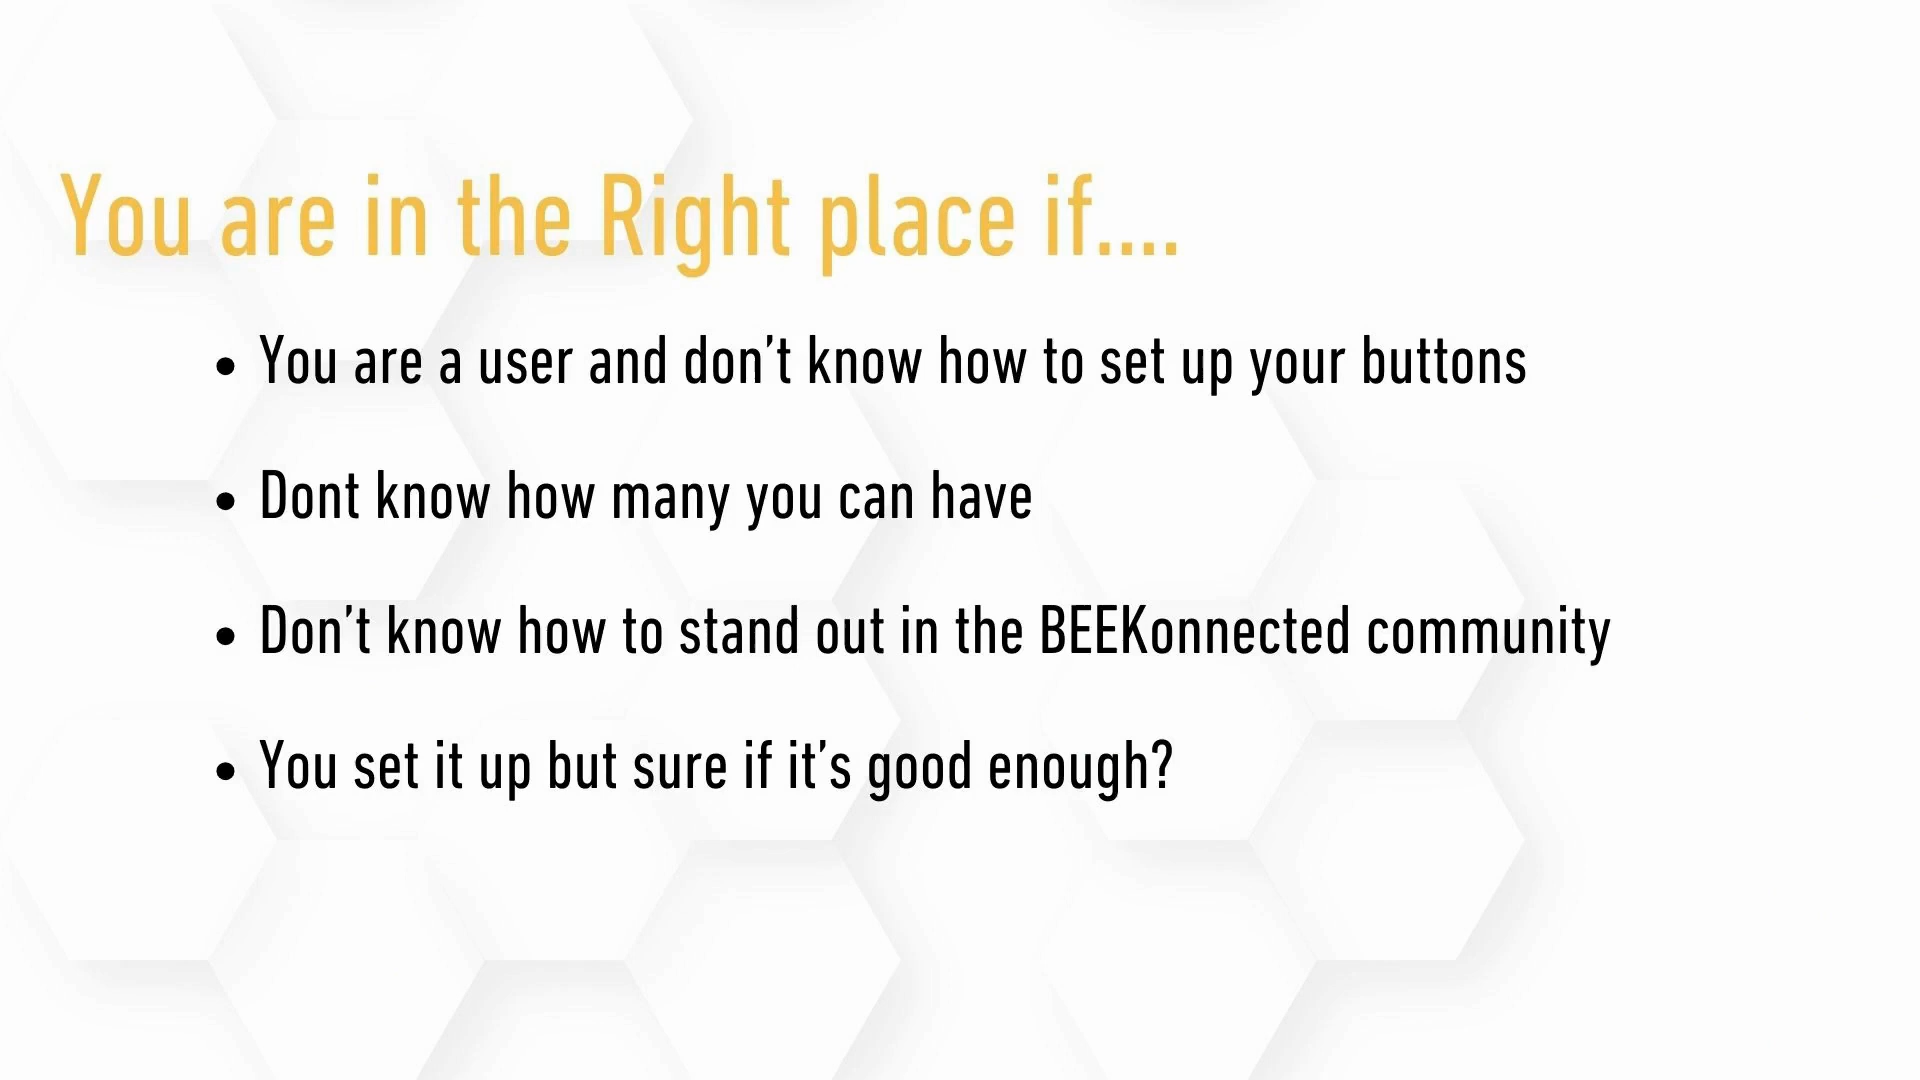 You are in the Right place if....
• You are a user and don’t know how to set up your buttons
• Dont know how many you can have
• Don’t know how to stand out in the BEEKonnected community
• You set it up but sure if it’s good enough?